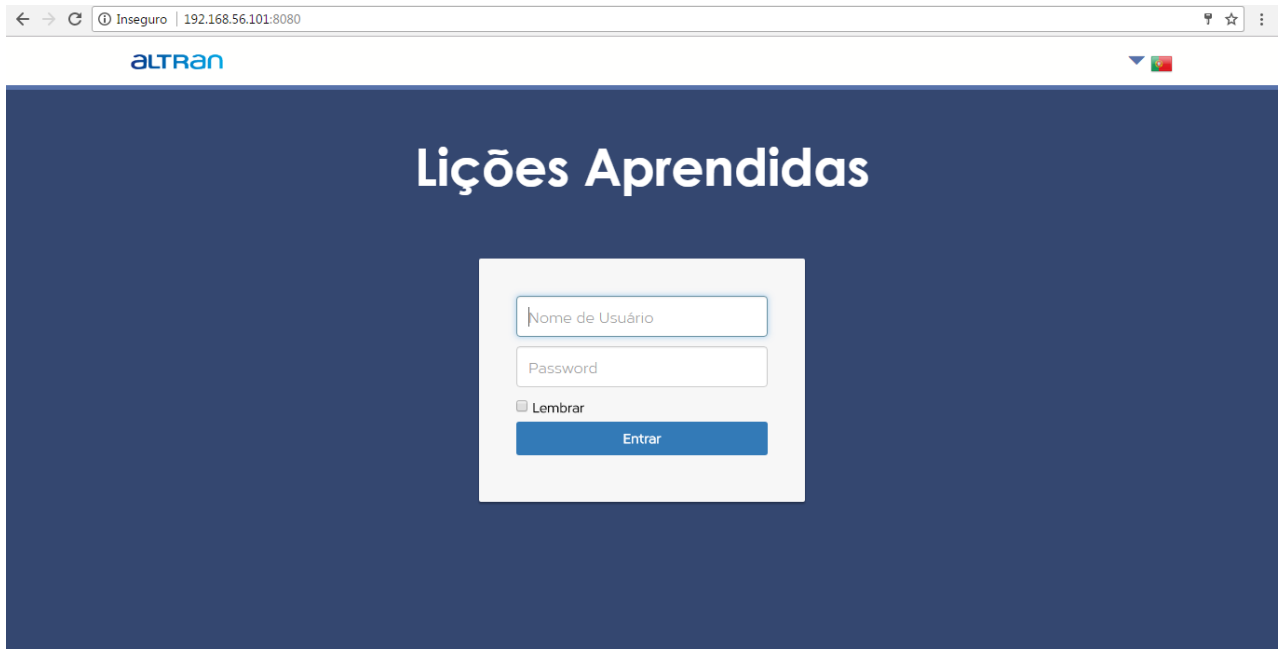 Inseguro | 192.168.56.101:8080
altran
Lições Aprendidas
Nome de Usuário
Password
Lembrar
Entrar